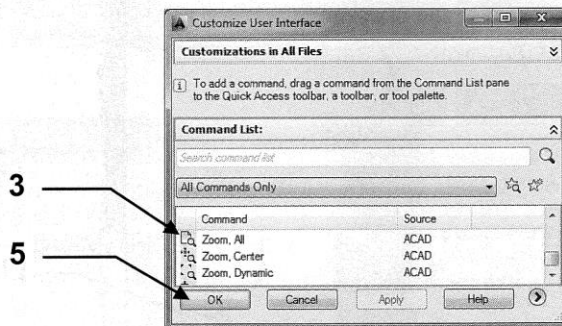 Customize User Interface
Customizations in All Files
To add a command, drag a command from the Command List pane
to the Quick Access toolbar, a toolbar, or tool palette.
Command List:
Search command list
All Commands Only
Command Source
3
Zoom, All ACAD
Zoom, Center ACAD
5
Zoom, Dynamic ACAD
OK Cancel Apply Help